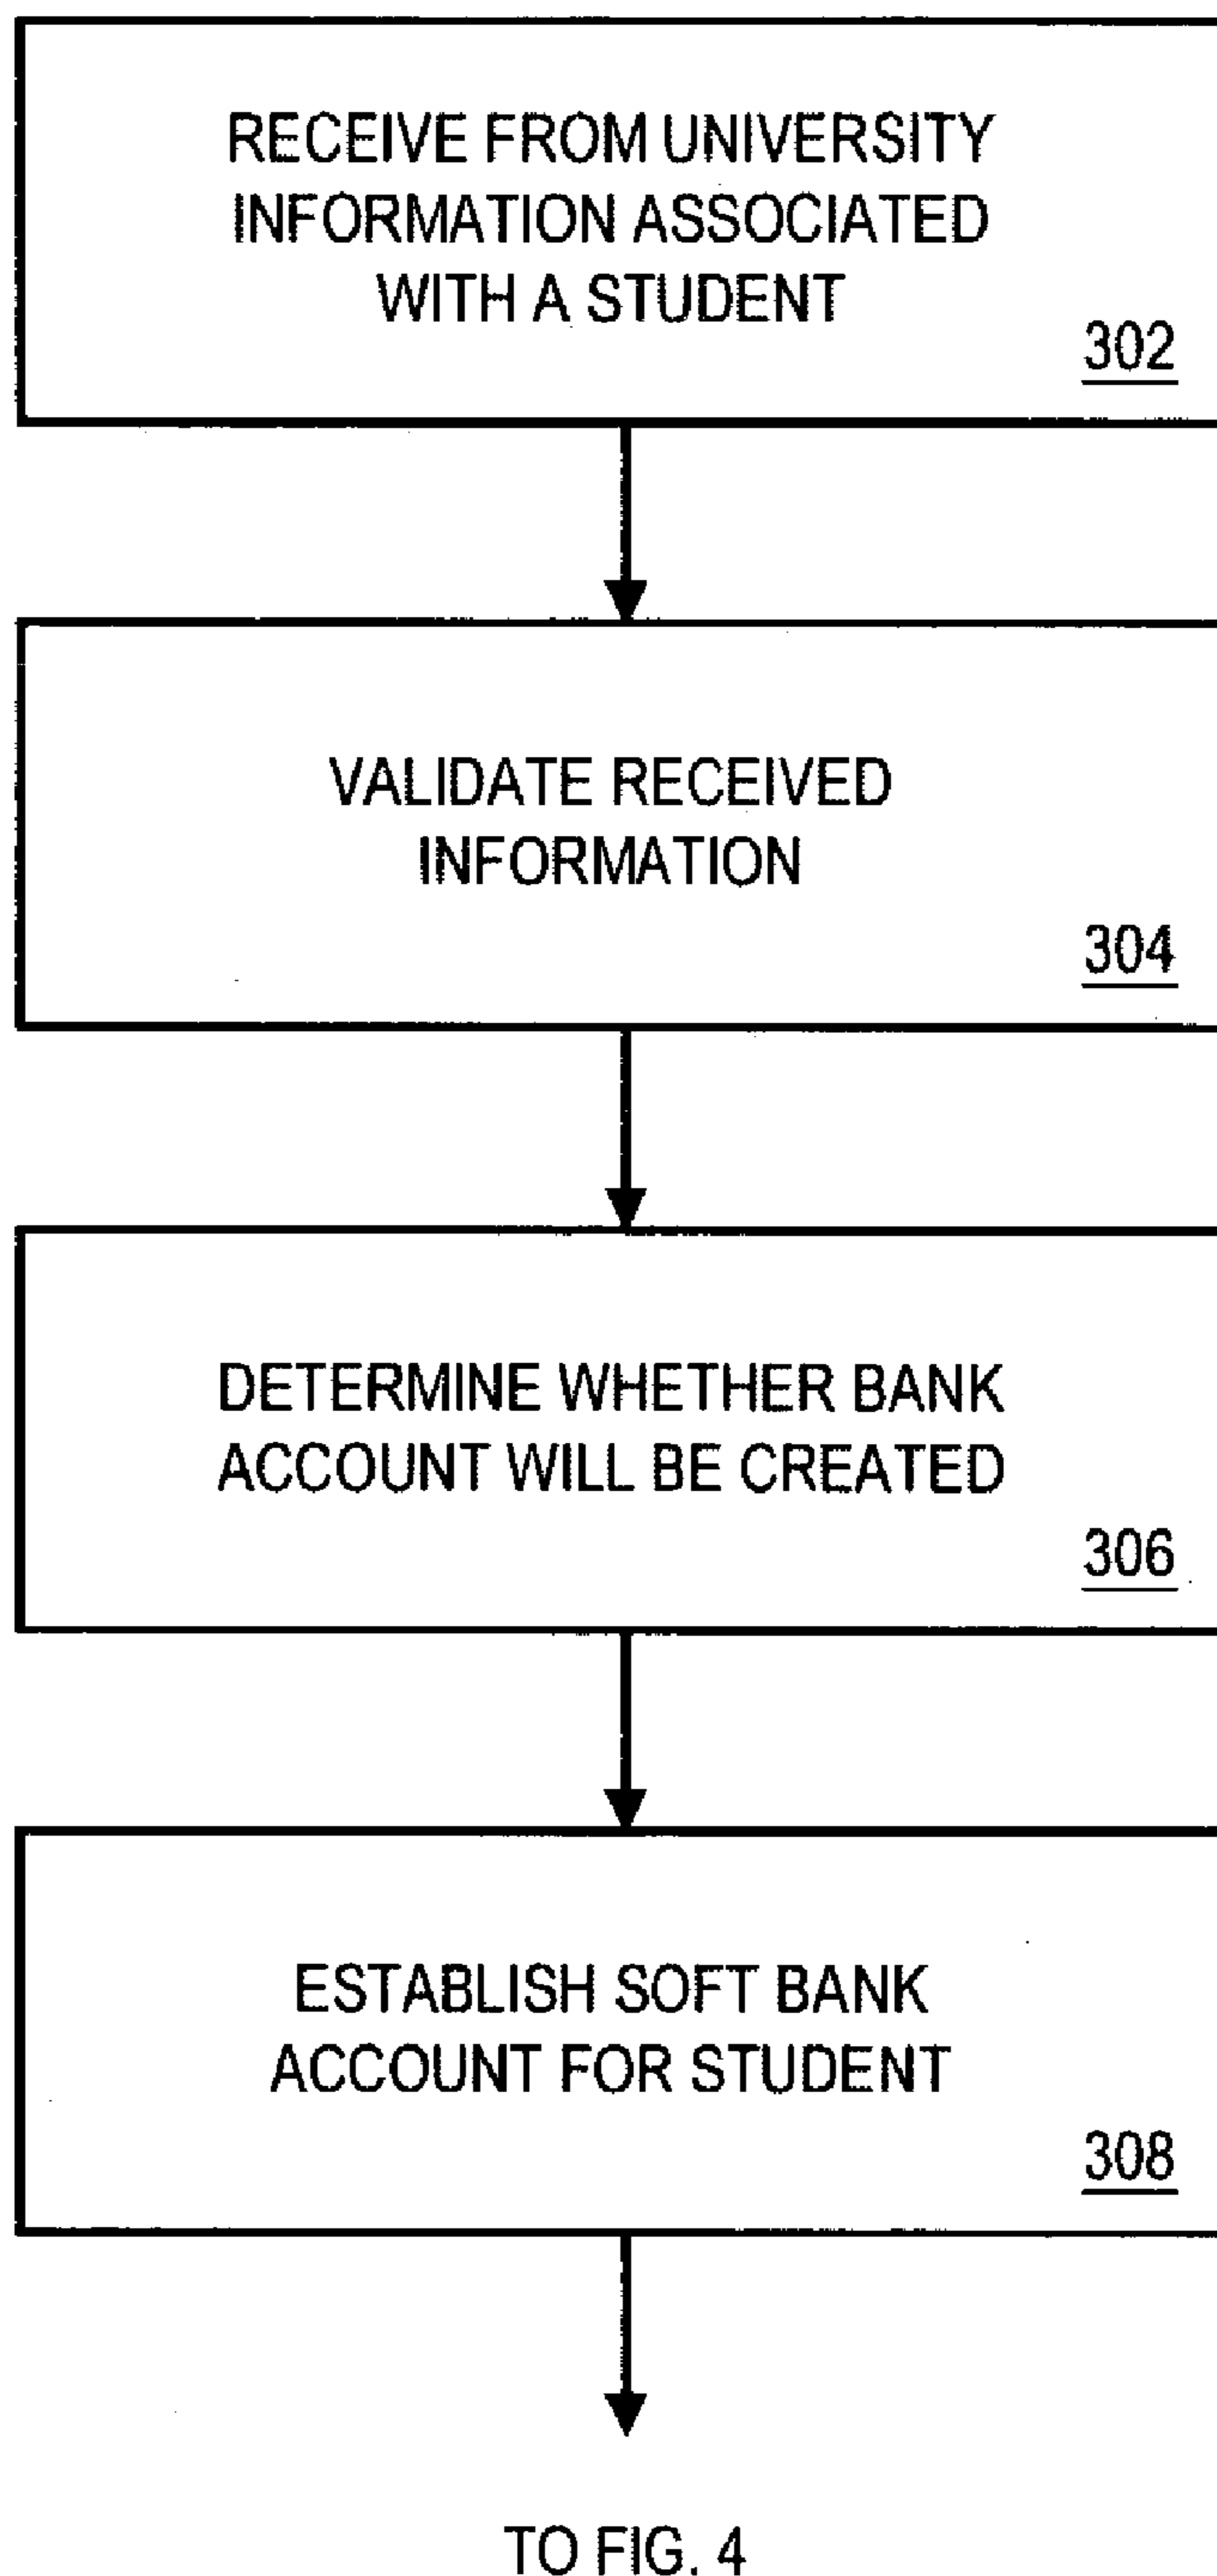 RECEIVE FROM UNIVERSITY
INFORMATION ASSOCIATED
WITH A STUDENT
302
VALIDATE RECEIVED
INFORMATION
304
DETERMINE WHETHER BANK
ACCOUNT WILL BE CREATED
306
ESTABLISH SOFT BANK
ACCOUNT FOR STUDENT
308
TO FIG. 4